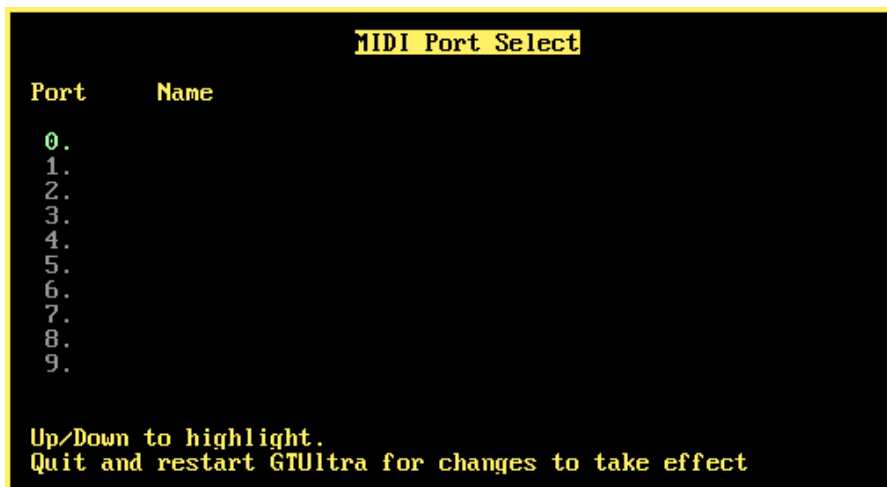 MIDI Port Select
Port Name
0.
1.
2.
3.
4.
5.
6.
7.
8.
9.
Up/Down to highlight.
Quit and restart GTUltra for changes to take effect